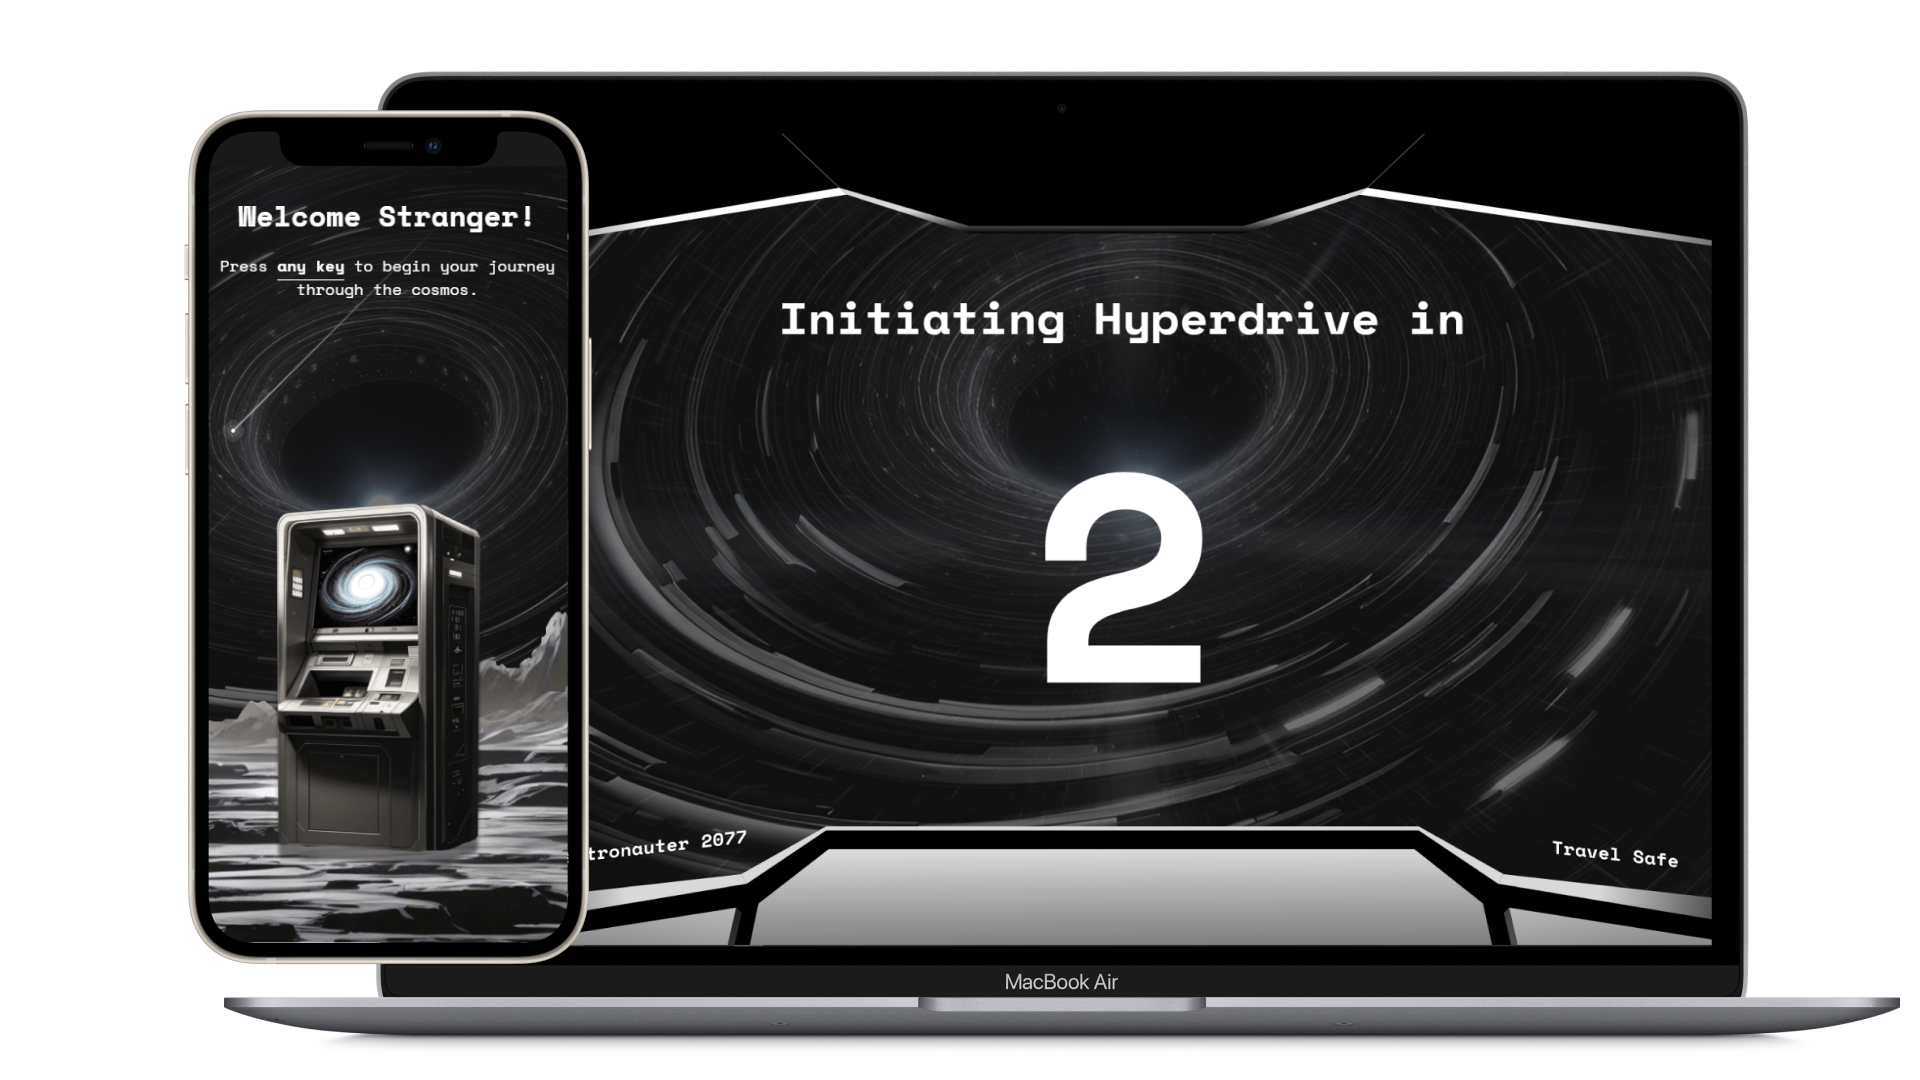 Welcome Stranger!
Press any key to begin your journey
through the cosmos.
Initiating Hyperdrive in
2
2077
Travel Safe
MacBook Air